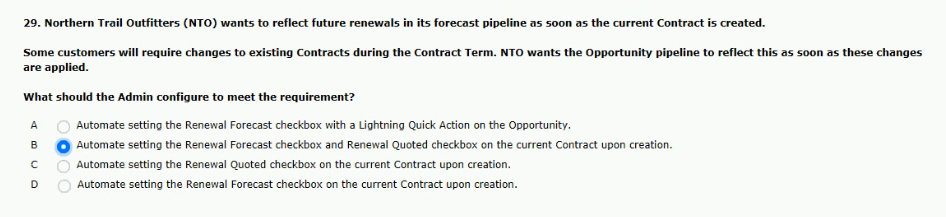 29. Northern Trail Outfitters (NTO) wants to reflect future renewals in its forecast pipeline as soon as the current Contract is created.
Some customers will require changes to existing Contracts during the Contract Term. NTO wants the Opportunity pipeline to reflect this as soon as these changes
are applied.
What should the Admin configure to meet the requirement?
A Automate setting the Renewal Forecast checkbox with a Lightning Quick Action on the Opportunity.
B Automate setting the Renewal Forecast checkbox and Renewal Quoted checkbox on the current Contract upon creation.
C Automate setting the Renewal Quoted checkbox on the current Contract upon creation.
D Automate setting the Renewal Forecast checkbox on the current Contract upon creation.